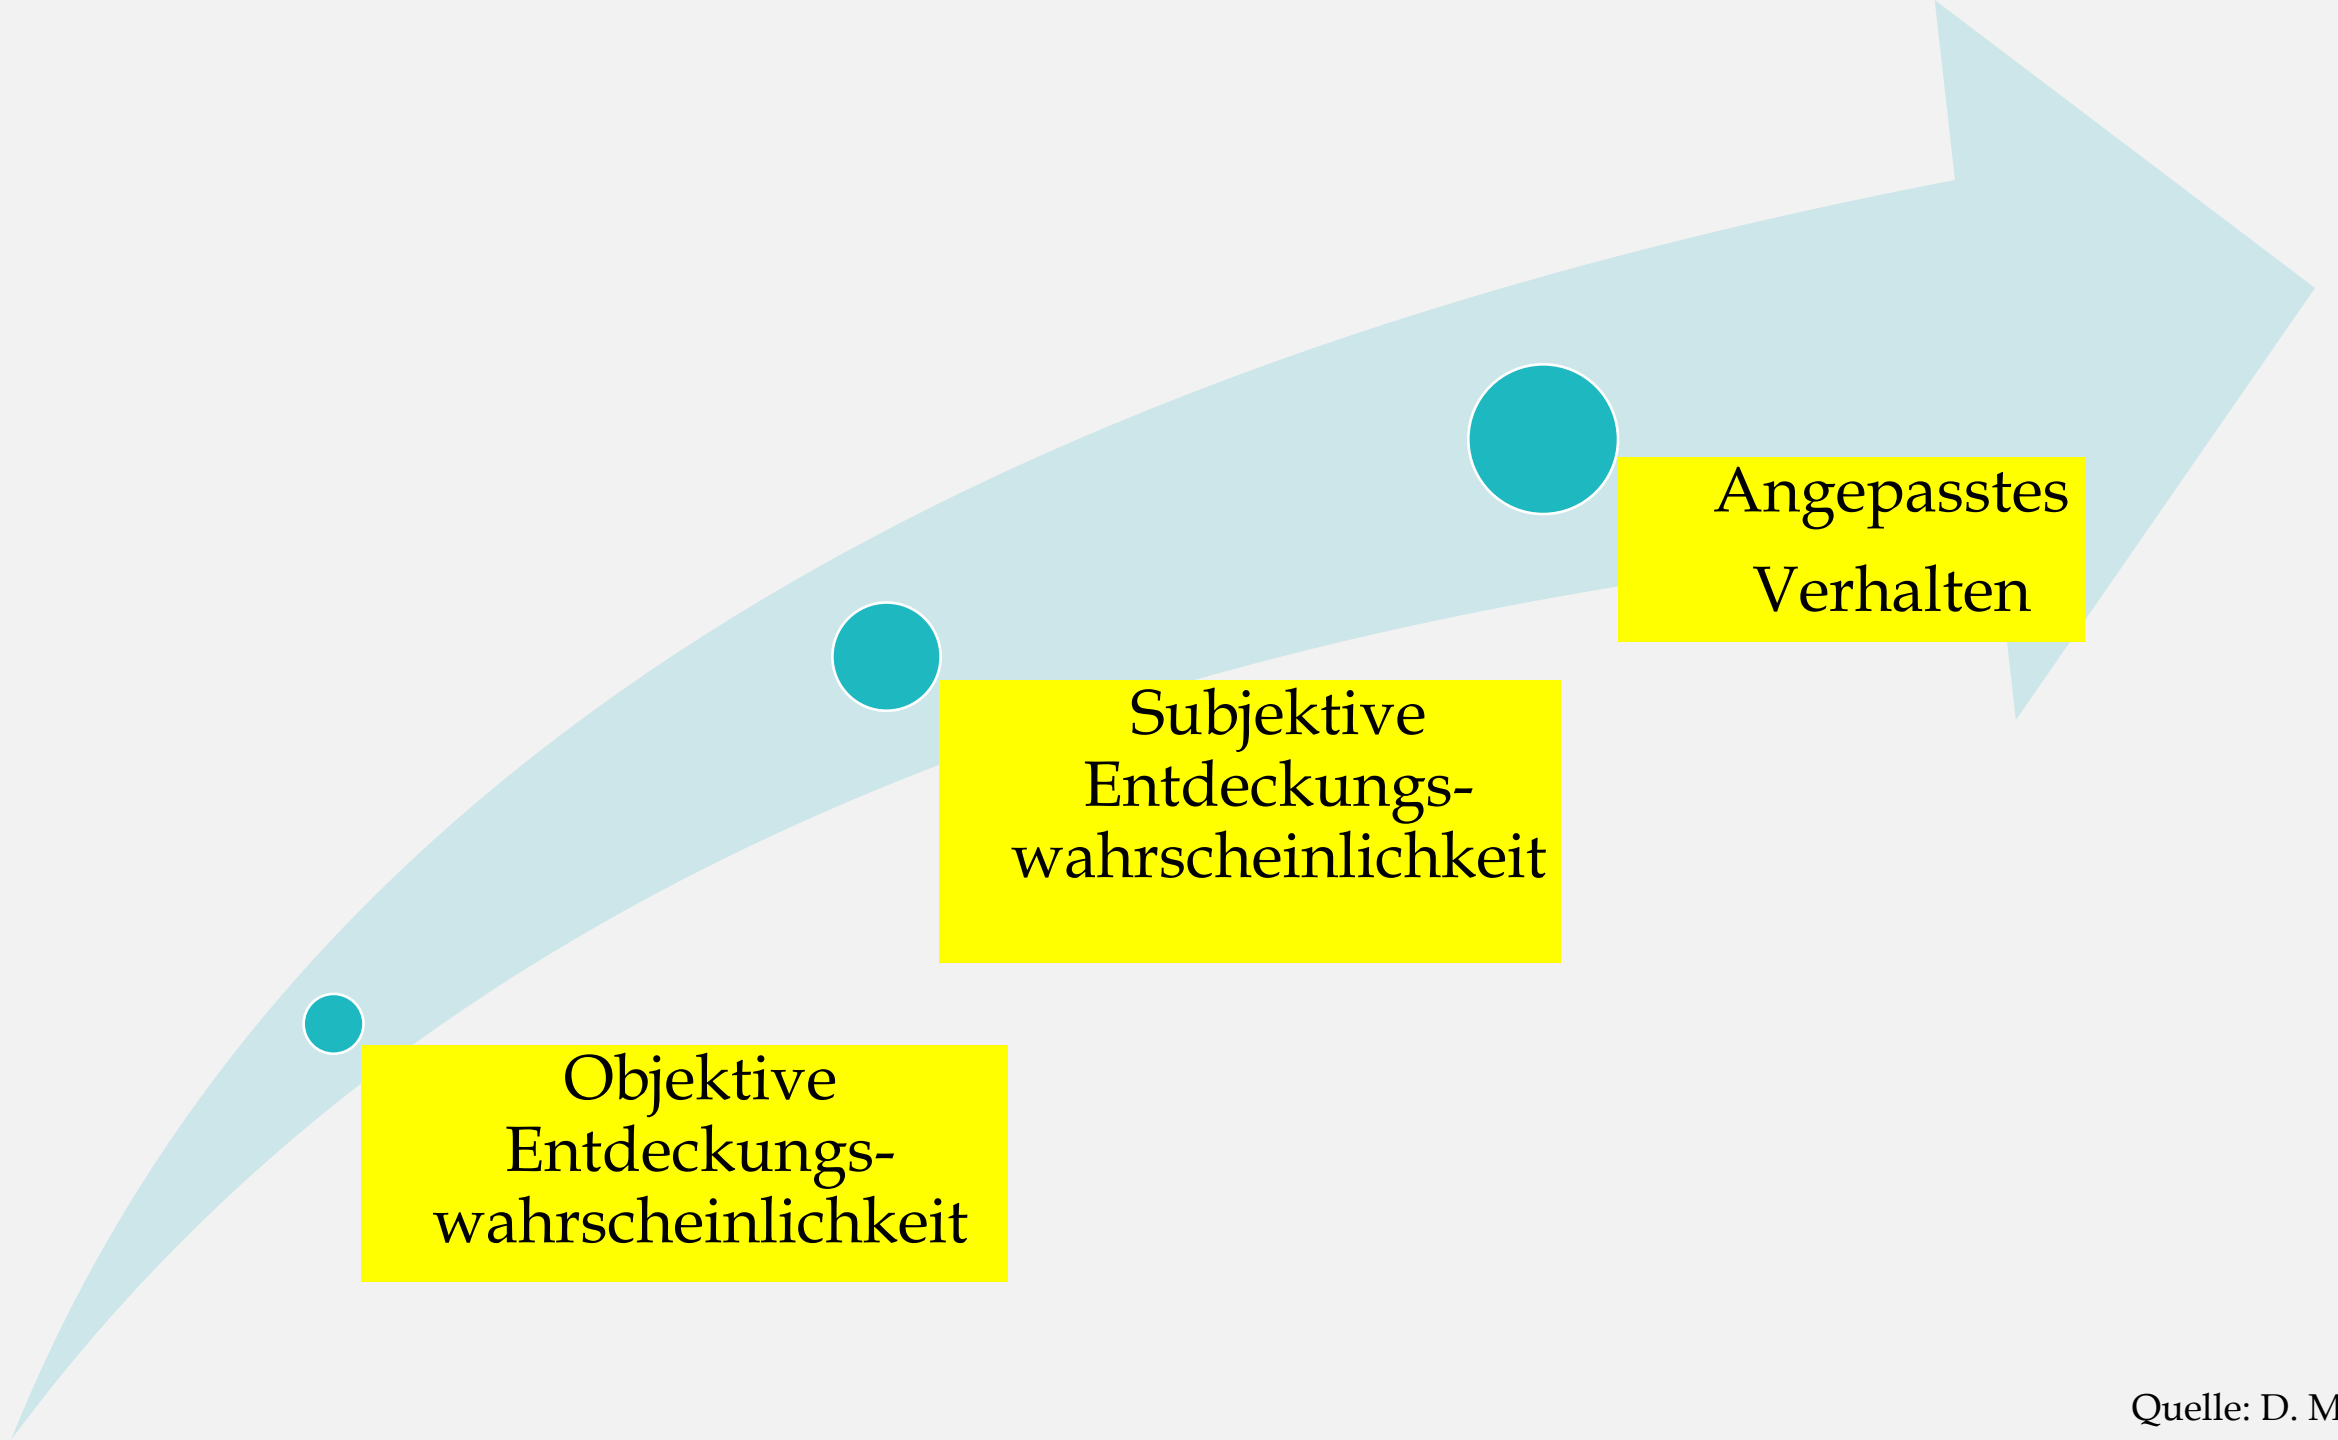 Angepasstes
Verhalten
Subjektive
Entdeckungs-
wahrscheinlichkeit
Objektive
Entdeckungs-
wahrscheinlichkeit
Quelle: D. M